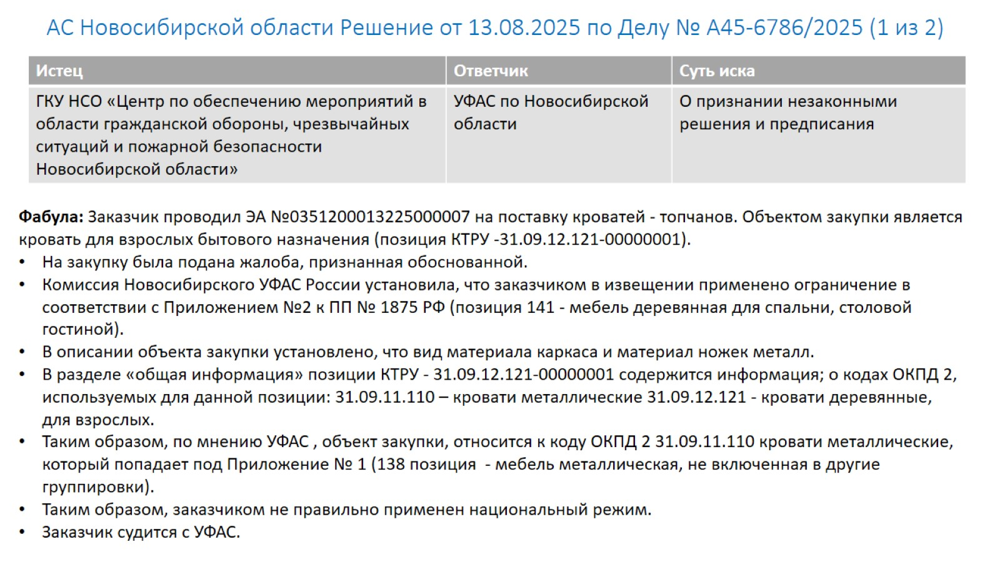 АС Новосибирской области Решение от 13.08.2025 по Делу № А45-6786/2025 (1 из 2)
Истец
Ответчик
Суть иска
ГКУ НСО «Центр по обеспечению мероприятий в
области гражданской обороны, чрезвычайных
ситуаций и пожарной безопасности
Новосибирской области»
УФАС по Новосибирской
области
О признании незаконными
решения и предписания
Фабула: Заказчик проводил ЭА №0351200013225000007 на поставку кроватей - топчанов. Объектом закупки является
кровать для взрослых бытового назначения (позиция КТРУ -31.09.12.121-00000001).
• На закупку была подана жалоба, признанная обоснованной.
• Комиссия Новосибирского УФАС России установила, что заказчиком в извещении применено ограничение в
соответствии с Приложением №2 к ПП № 1875 РФ (позиция 141 - мебель деревянная для спальни, столовой
гостиной).
• В описании объекта закупки установлено, что вид материала каркаса и материал ножек металл.
• В разделе «общая информация» позиции КТРУ - 31.09.12.121-00000001 содержится информация; о кодах ОКПД 2,
используемых для данной позиции: 31.09.11.110 – кровати металлические 31.09.12.121 - кровати деревянные,
для взрослых.
• Таким образом, по мнению УФАС , объект закупки, относится к коду ОКПД 2 31.09.11.110 кровати металлические,
который попадает под Приложение № 1 (138 позиция  - мебель металлическая, не включенная в другие
группировки).
• Таким образом, заказчиком не правильно применен национальный режим.
• Заказчик судится с УФАС.